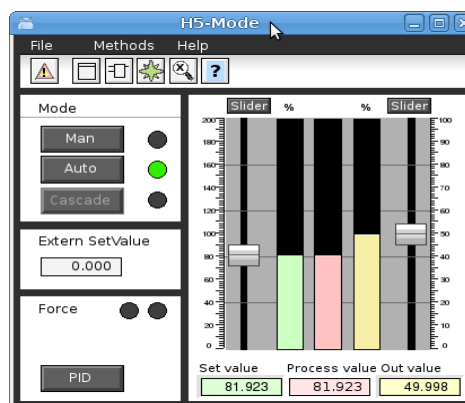 H5-Mode
File Methods Help
?
Mode
Man
Auto
Cascade
Extern SetValue
0.000
Force
PID
Slider % % Slider
200 100
180 90
160 80
140 70
120 60
100 50
80 40
60 30
40 20
20 10
0 0
Set value Process value Out value
81.923 81.923 49.998